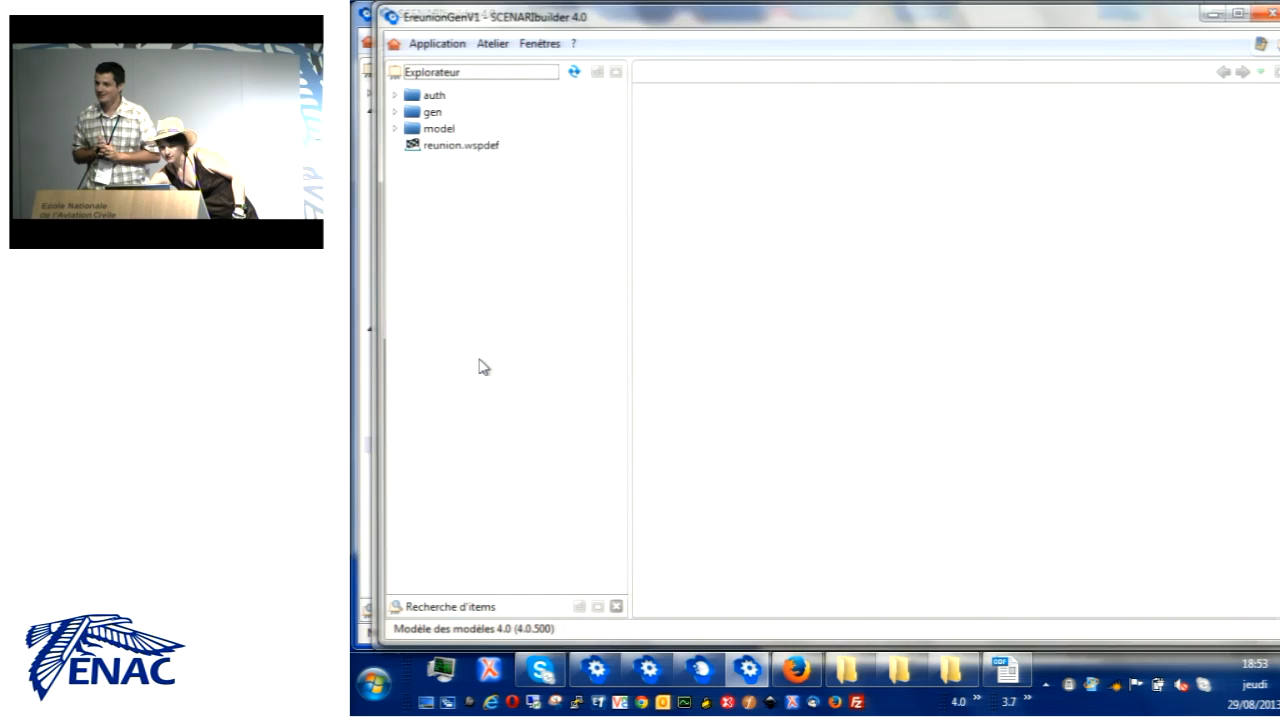 Ecole Nationale
de l'Aviation Civile
ENAC
EreunionGenV1 - SCENARIbuilder 4.0
Application Atelier Fenêtres ?
Explorateur
auth
gen
model
reunion.wspdef
Recherche d'items
Modèle des modèles 4.0 (4.0.500)
4.0 » 3.7 »
18:53
jeudi
29/08/201